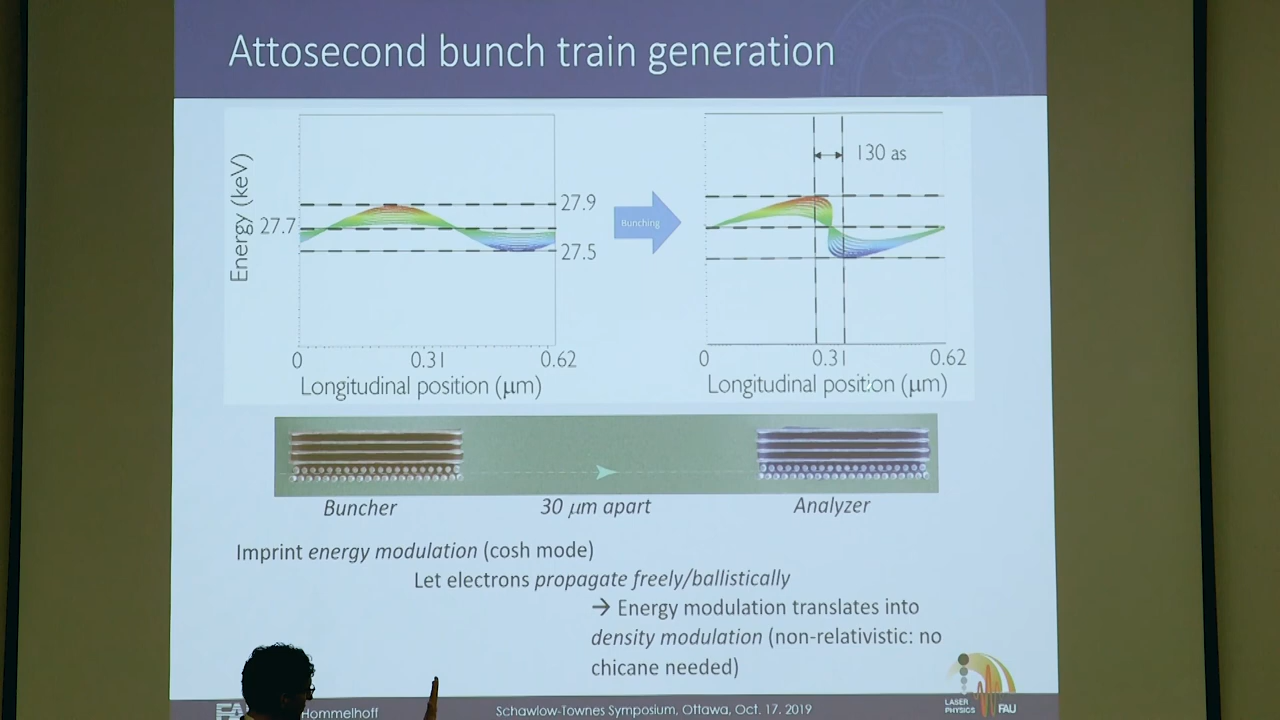 Attosecond bunch train generation
Energy (keV)
27.9
27.7
27.5
0 0.31 0.62
Longitudinal position (μm)
Bunching
130 as
0 0.31 0.62
Longitudinal position (μm)
Buncher 30 μm apart Analyzer
Imprint energy modulation (cosh mode)
Let electrons propagate freely/ballistically
→ Energy modulation translates into
density modulation (non-relativistic: no
chicane needed)
Hommelhoff Schawlow-Townes Symposium, Ottawa, Oct. 17. 2019
LASER
PHYSICS FAU